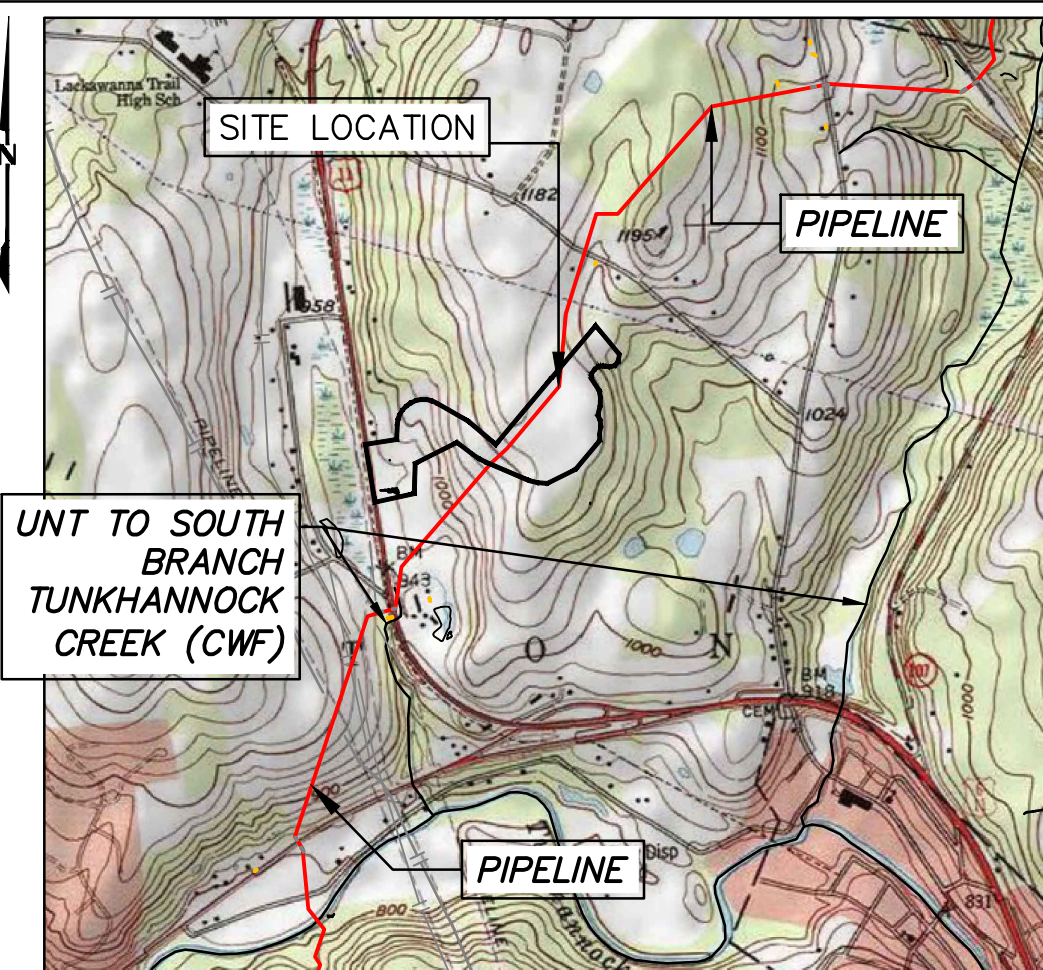 Lackawanna Trail
High Sch
SITE LOCATION
N
11
1182
1100
PIPELINE
1195
958
1024
PIPELINE
1000
UNT TO SOUTH
BRANCH
TUNKHANNOCK
CREEK (CWF)
BM
943
T
O
N
1000
BM
918
107
1000
CEM
900
PIPELINE
Disp
831
800